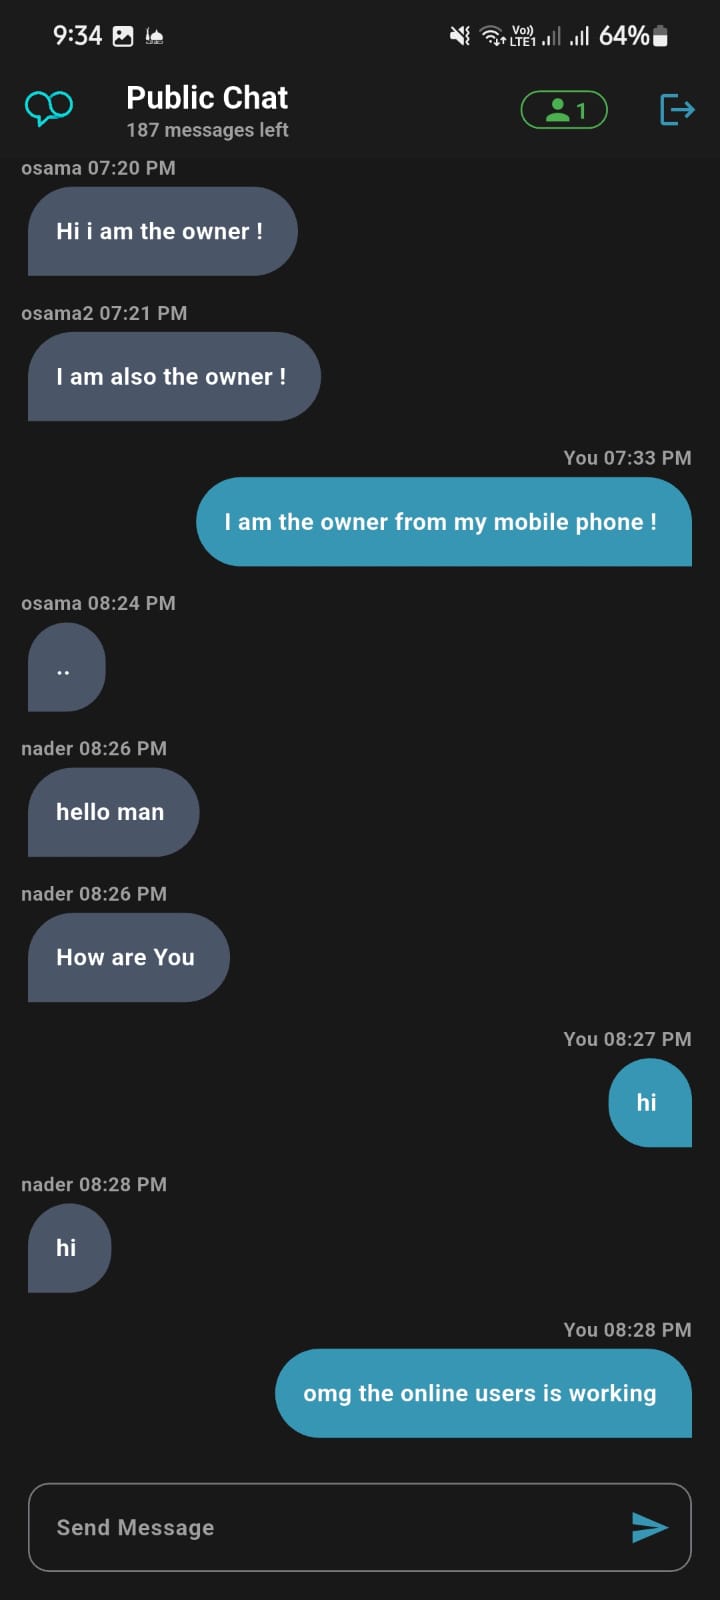 9:34
Vo)) LTE1 64%
Public Chat
187 messages left
1
osama 07:20 PM
Hi i am the owner !
osama2 07:21 PM
I am also the owner !
You 07:33 PM
I am the owner from my mobile phone !
osama 08:24 PM
..
nader 08:26 PM
hello man
nader 08:26 PM
How are You
You 08:27 PM
hi
nader 08:28 PM
hi
You 08:28 PM
omg the online users is working
Send Message